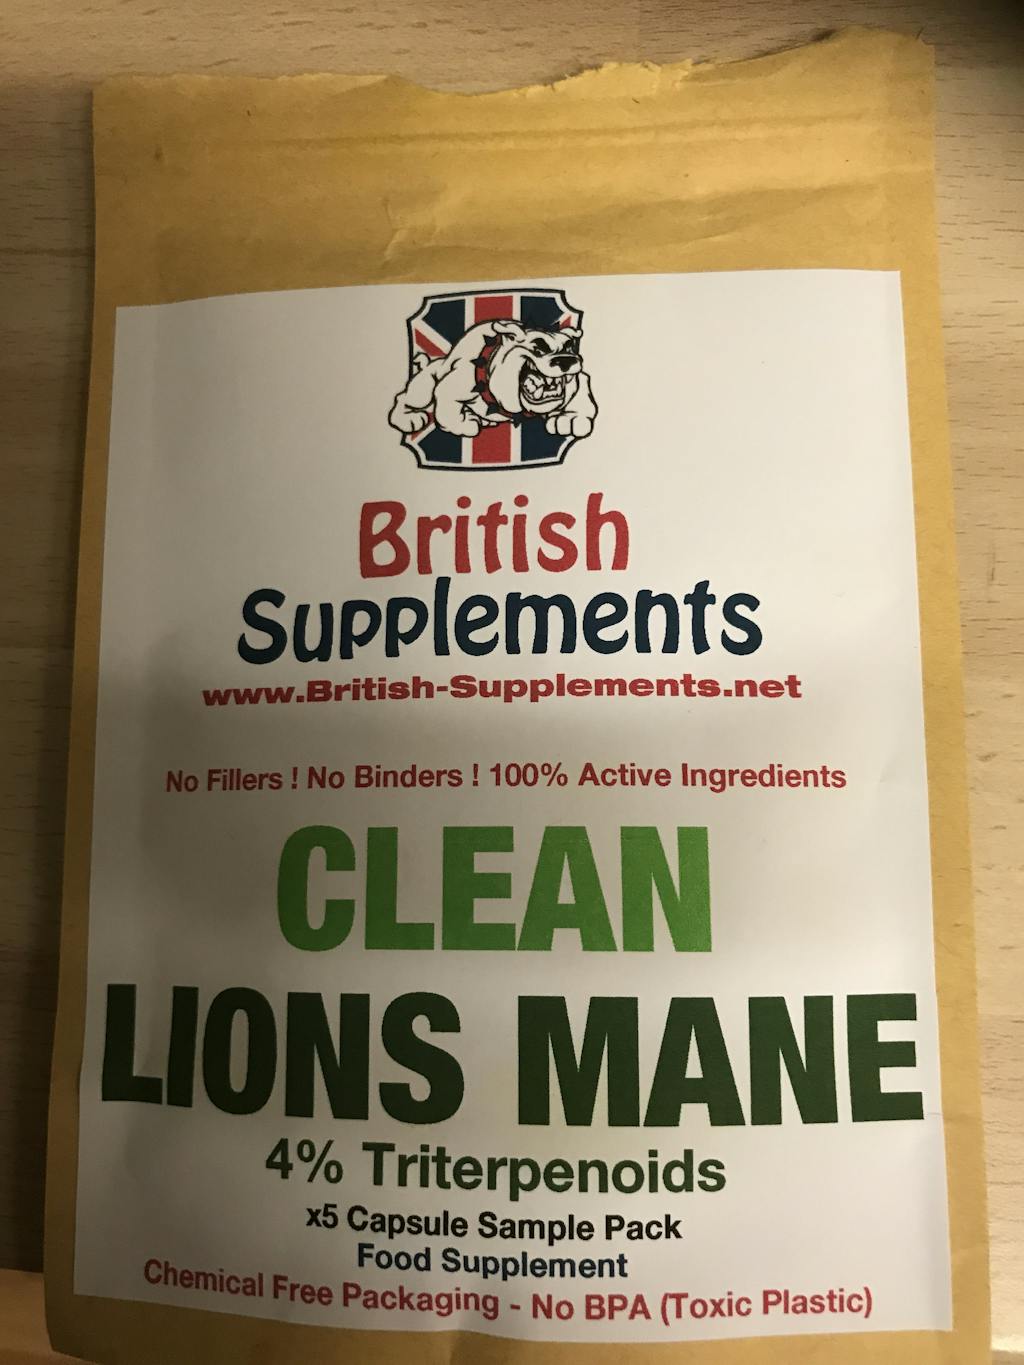 British
Supplements
www.British-Supplements.net
No Fillers ! No Binders ! 100% Active Ingredients
CLEAN
LIONS MANE
4% Triterpenoids
x5 Capsule Sample Pack
Food Supplement
Chemical Free Packaging - No BPA (Toxic Plastic)